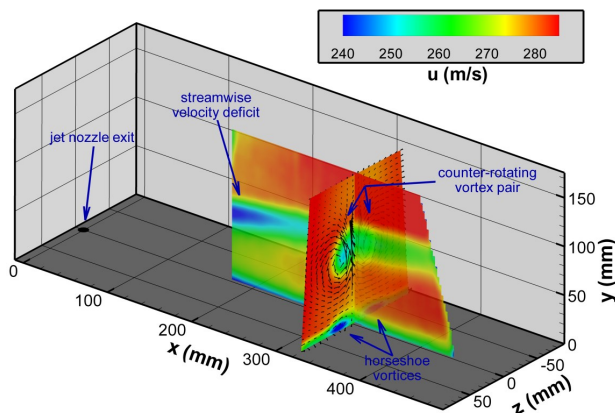 240 250 260 270 280
u (m/s)
streamwise
velocity deficit
jet nozzle exit
counter-rotating
vortex pair
horseshoe
vortices
0
100
200
300
400
x (mm)
50
0
-50
z (mm)
0
50
100
150
y (mm)